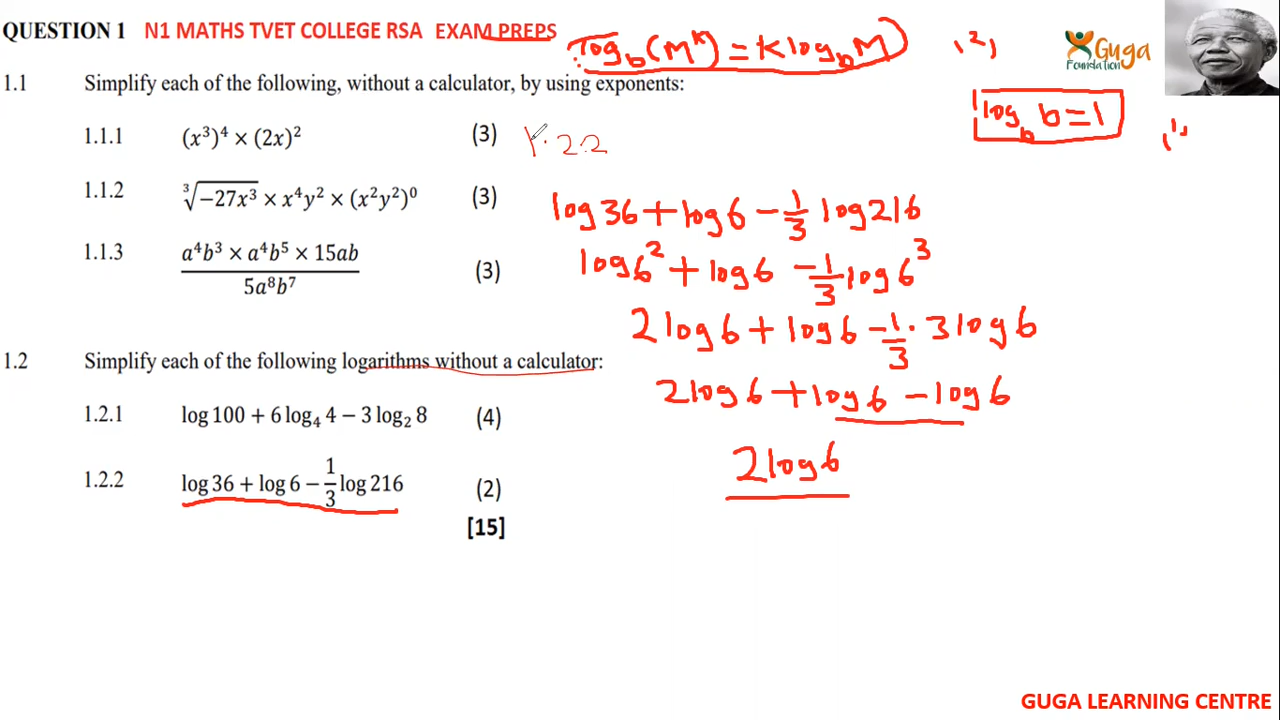 QUESTION 1 N1 MATHS TVET COLLEGE RSA EXAM PREPS
1.1 Simplify each of the following, without a calculator, by using exponents:
1.1.1 (x³)⁴ × (2x)² (3)
1.1.2 ∛−27x³ × x⁴y² × (x²y²)⁰ (3)
1.1.3 a⁴b³ × a⁴b⁵ × 15ab / 5a⁸b⁷ (3)
1.2 Simplify each of the following logarithms without a calculator:
1.2.1 log 100 + 6 log₄ 4 − 3 log₂ 8 (4)
1.2.2 log 36 + log 6 − 1/3 log 216 (2)
[15]
log_b(M^k) = K log_b M
Guga
Foundation
log_b b = 1
log 36 + log 6 − 1/3 log 216
log 6² + log 6 − 1/3 log 6³
2 log 6 + log 6 − 1/3 · 3 log 6
2 log 6 + log 6 − log 6
2 log 6
GUGA LEARNING CENTRE